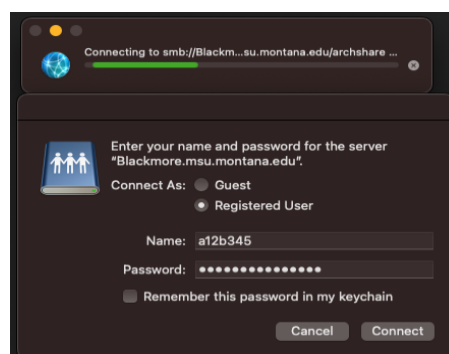 Connecting to smb://Blackm...su.montana.edu/archshare ...
Enter your name and password for the server
“Blackmore.msu.montana.edu”.
Connect As: Guest
Registered User
Name: a12b345
Password: •••••••••••••••
Remember this password in my keychain
Cancel Connect